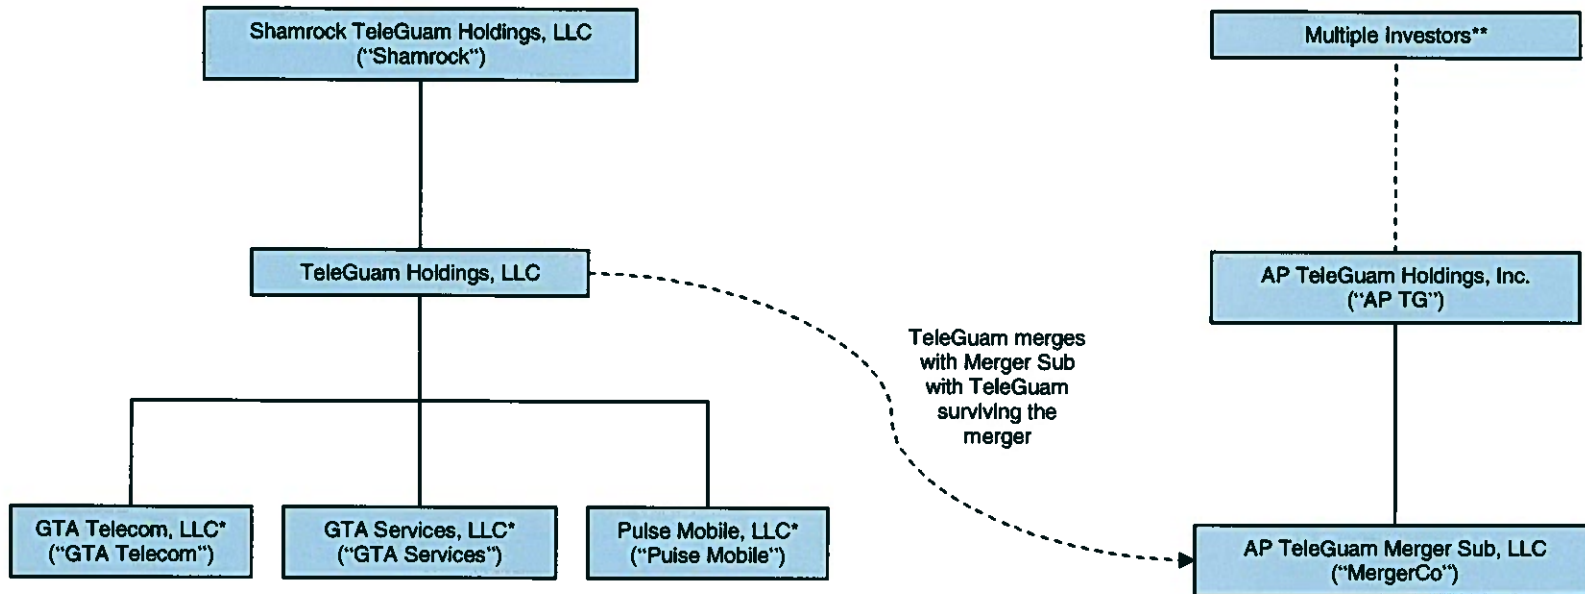 Shamrock TeleGuam Holdings, LLC
("Shamrock")
Multiple Investors**
TeleGuam Holdings, LLC
AP TeleGuam Holdings, Inc.
("AP TG")
TeleGuam merges
with Merger Sub
with TeleGuam
surviving the
merger
GTA Telecom, LLC*
("GTA Telecom")
GTA Services, LLC*
("GTA Services")
Pulse Mobile, LLC*
("Pulse Mobile")
AP TeleGuam Merger Sub, LLC
("MergerCo")